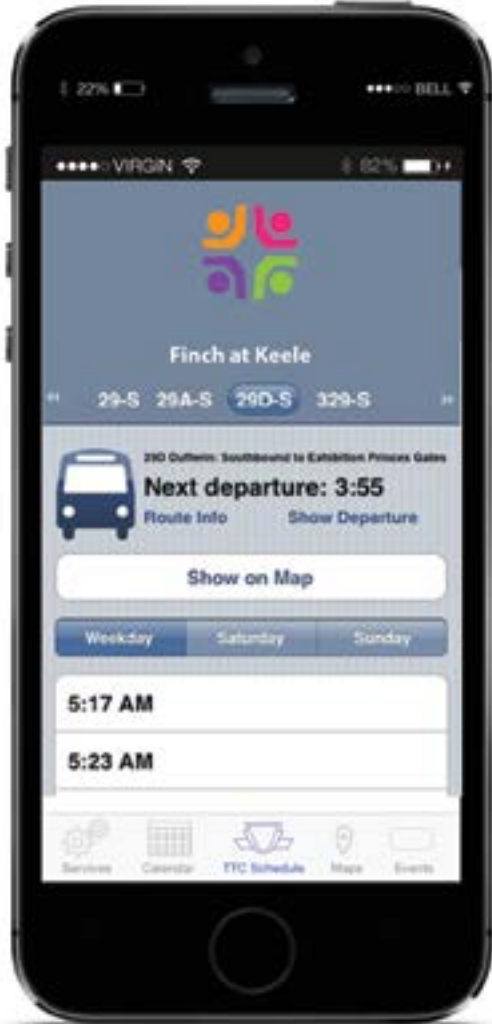 22%
BELL
VIRGIN
82%
Finch at Keele
29-S 29A-S 29D-S 329-S
29D Dufferin: Southbound to Exhibition Princes Gates
Next departure: 3:55
Route Info Show Departure
Show on Map
Weekday Saturday Sunday
5:17 AM
5:23 AM
Services Calendar TTC Schedule Maps Events